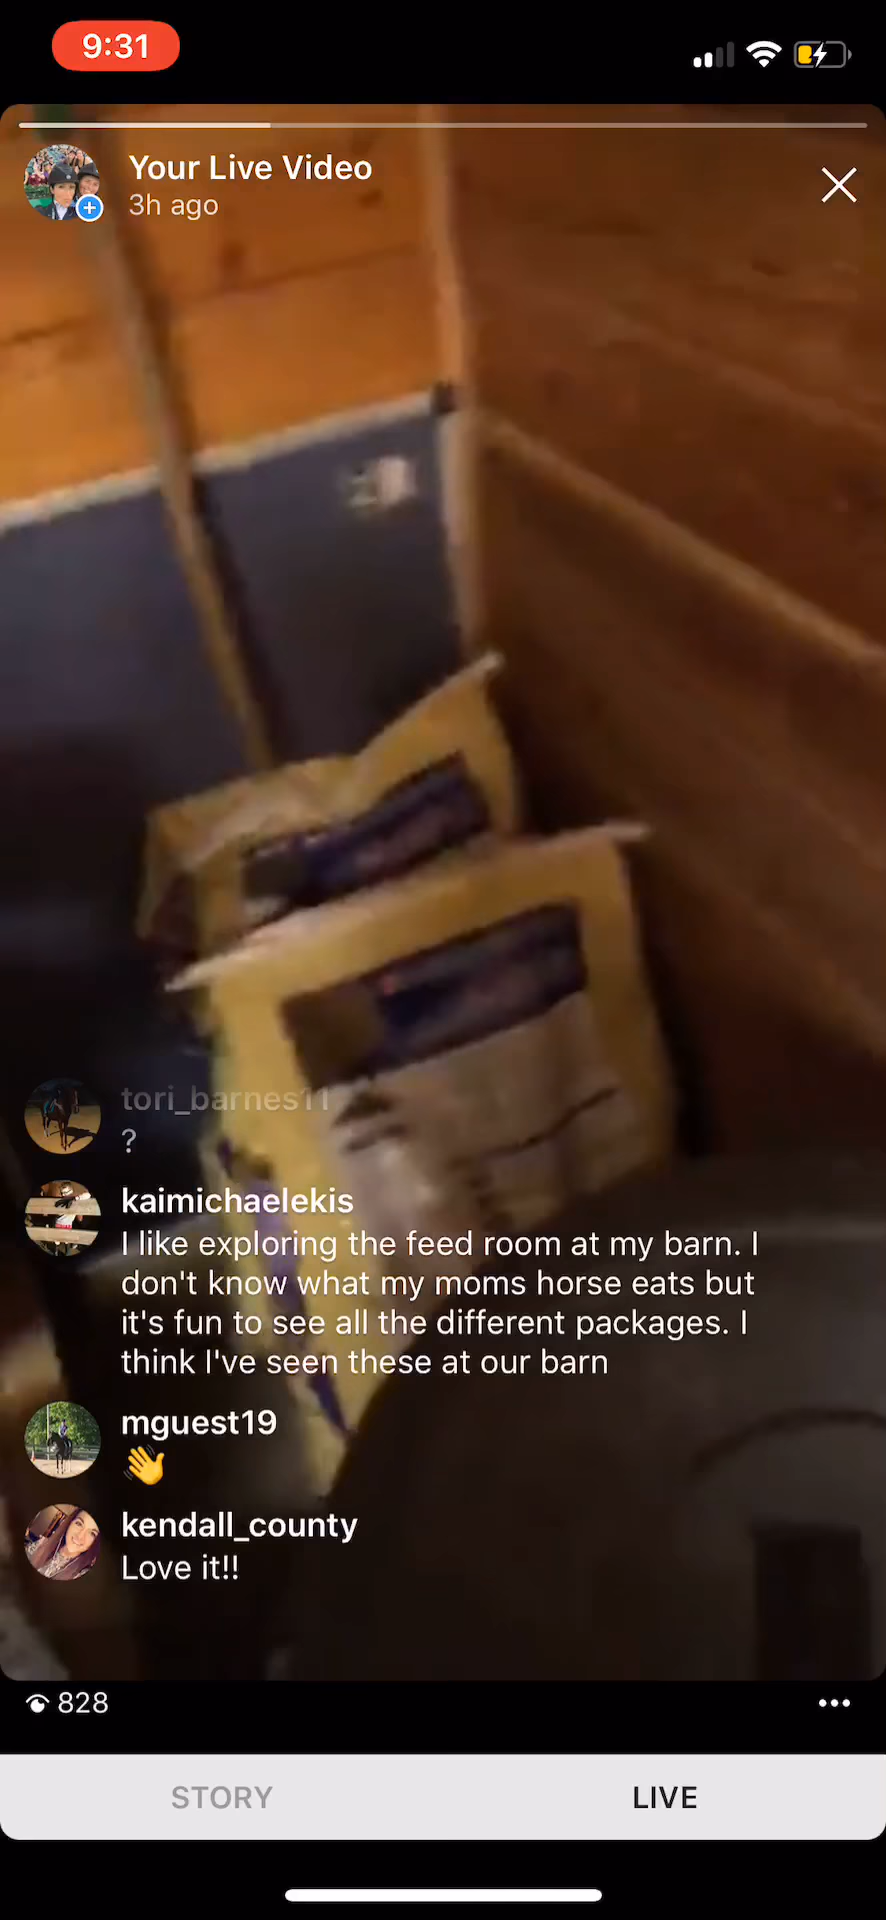 9:31
Your Live Video
3h ago
tori_barnes11
?
kaimichaelekis
I like exploring the feed room at my barn. I
don't know what my moms horse eats but
it's fun to see all the different packages. I
think I've seen these at our barn
mguest19
👋
kendall_county
Love it!!
828
STORY
LIVE